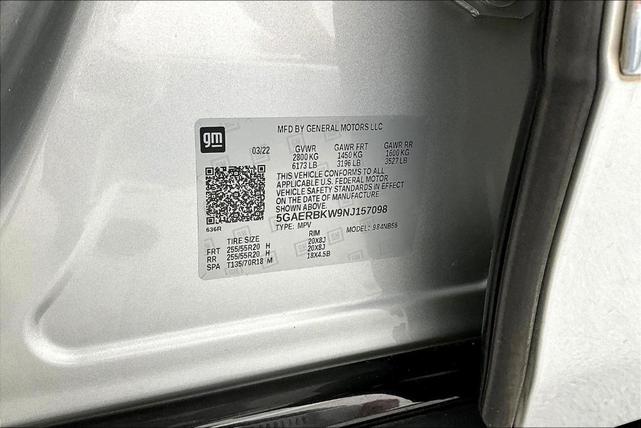 MFD BY GENERAL MOTORS LLC
gm
03/22 GVWR GAWR FRT GAWR RR
2800 KG 1450 KG 1600 KG
6173 LB 3196 LB 3527 LB
THIS VEHICLE CONFORMS TO ALL
APPLICABLE U.S. FEDERAL MOTOR
VEHICLE SAFETY STANDARDS IN EFFECT
ON THE DATE OF MANUFACTURE
SHOWN ABOVE.
5GAERBKW9NJ157098
636R TYPE: MPV MODEL: 984NB56
TIRE SIZE RIM
FRT 255/55R20 H 20X8J
RR 255/55R20 H 20X8J
SPA T135/70R18 M 18X4.5B